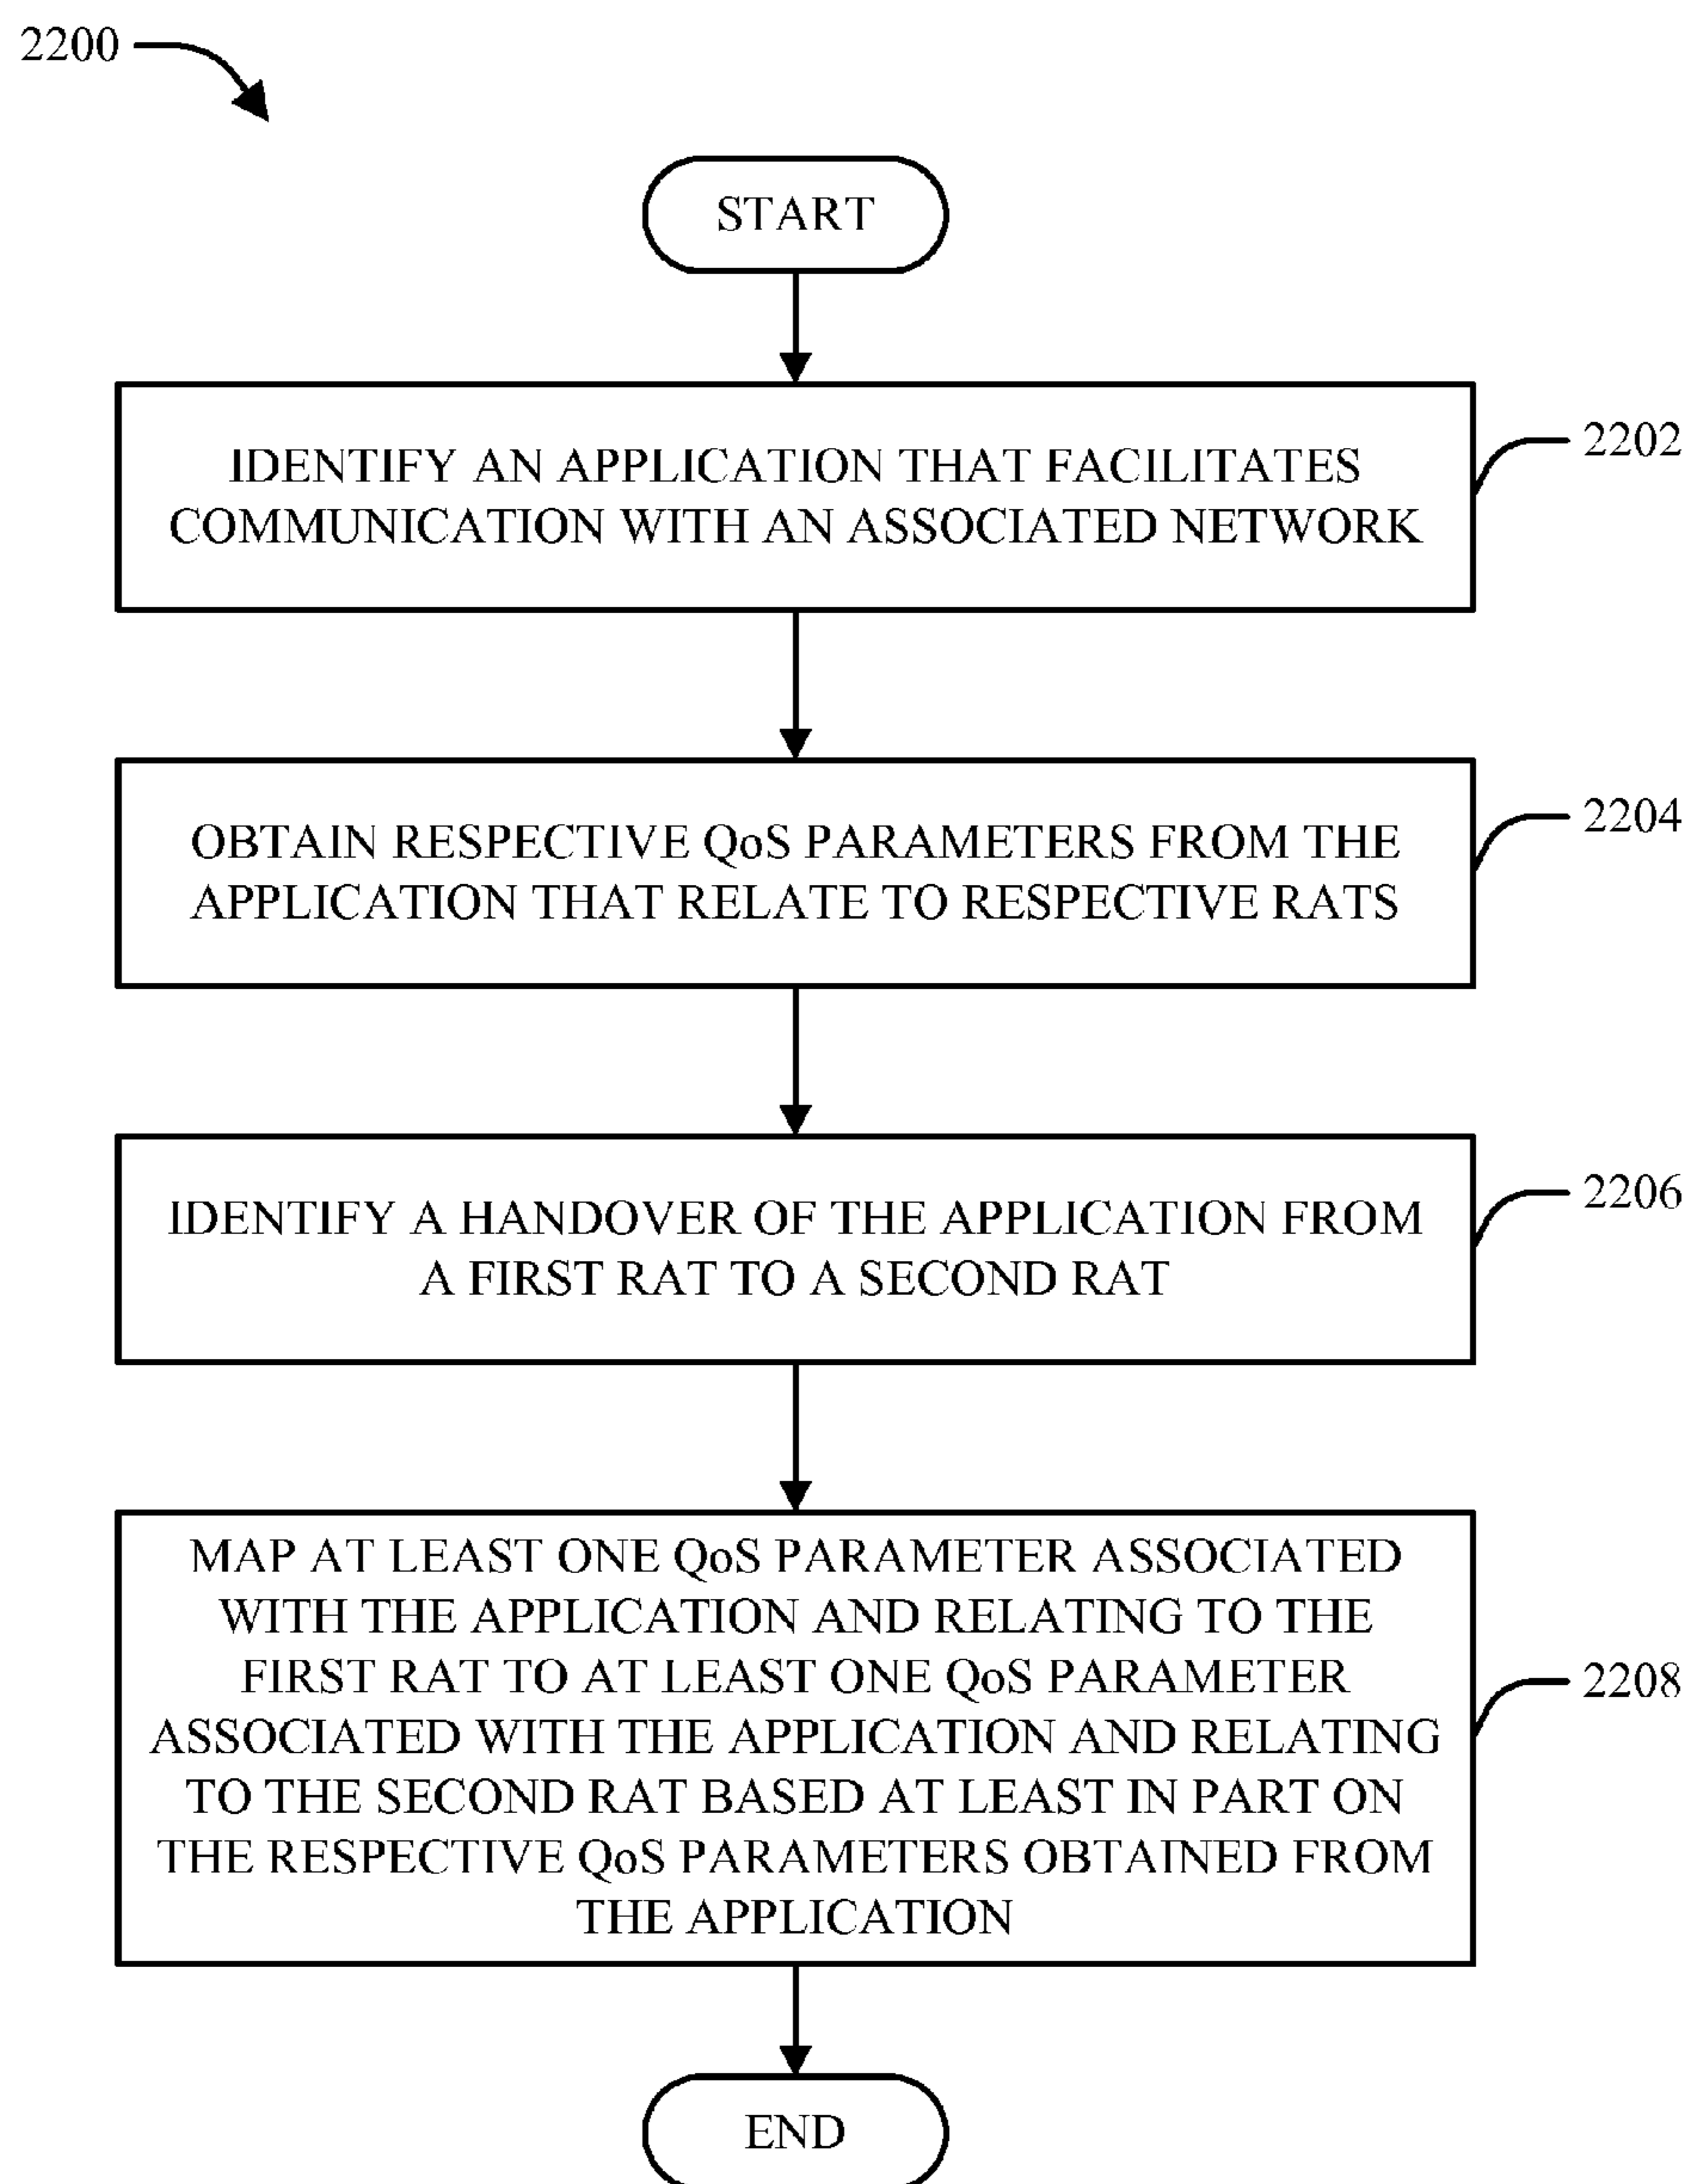 2200
START
IDENTIFY AN APPLICATION THAT FACILITATES
COMMUNICATION WITH AN ASSOCIATED NETWORK
2202
OBTAIN RESPECTIVE QoS PARAMETERS FROM THE
APPLICATION THAT RELATE TO RESPECTIVE RATS
2204
IDENTIFY A HANDOVER OF THE APPLICATION FROM
A FIRST RAT TO A SECOND RAT
2206
MAP AT LEAST ONE QoS PARAMETER ASSOCIATED
WITH THE APPLICATION AND RELATING TO THE
FIRST RAT TO AT LEAST ONE QoS PARAMETER
ASSOCIATED WITH THE APPLICATION AND RELATING
TO THE SECOND RAT BASED AT LEAST IN PART ON
THE RESPECTIVE QoS PARAMETERS OBTAINED FROM
THE APPLICATION
2208
END